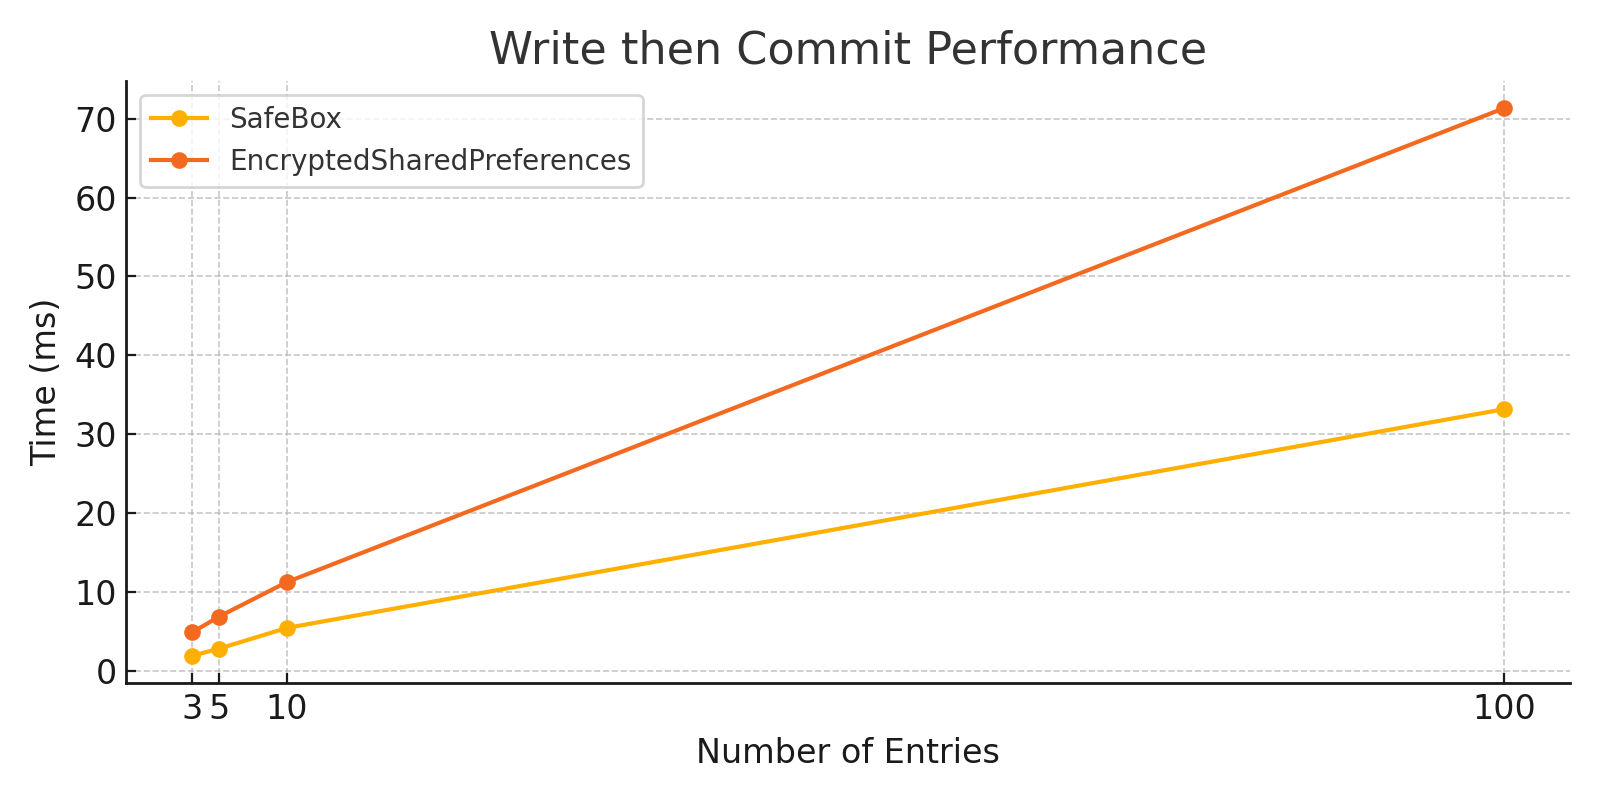 Write then Commit Performance
SafeBox
EncryptedSharedPreferences
Time (ms)
70
60
50
40
30
20
10
0
3 5 10 100
Number of Entries